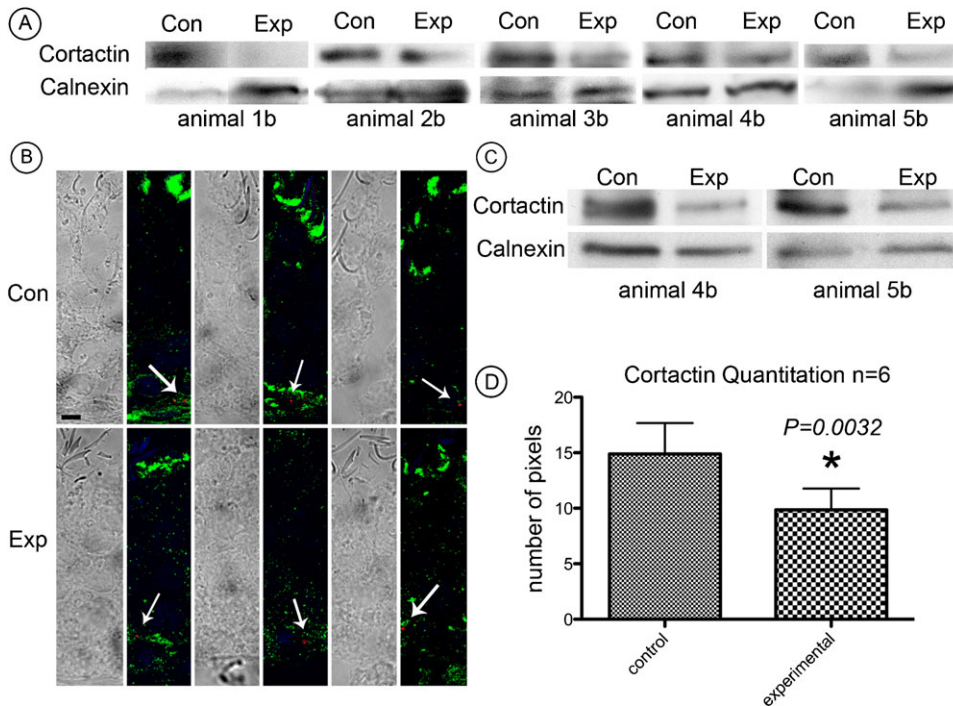 A
Con Exp Con Exp Con Exp Con Exp Con Exp
Cortactin
Calnexin
animal 1b animal 2b animal 3b animal 4b animal 5b
B
Con
Exp
C
Con Exp Con Exp
Cortactin
Calnexin
animal 4b animal 5b
D
Cortactin Quantitation n=6
number of pixels
20
15
10
5
0
P=0.0032
*
control
experimental